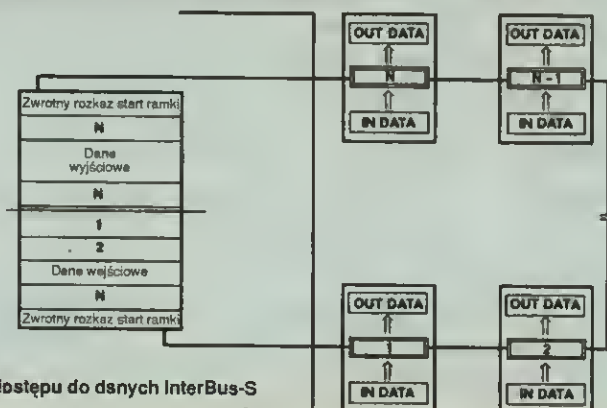 Zwrotny rozkaz start ramki
N
Dane
wyjściowe
N
1
2
Dane wejściowe
N
Zwrotny rozkaz start ramki
OUT DATA
N
IN DATA
OUT DATA
N - 1
IN DATA
OUT DATA
1
IN DATA
OUT DATA
2
IN DATA
dostępu do dsnych InterBus-S